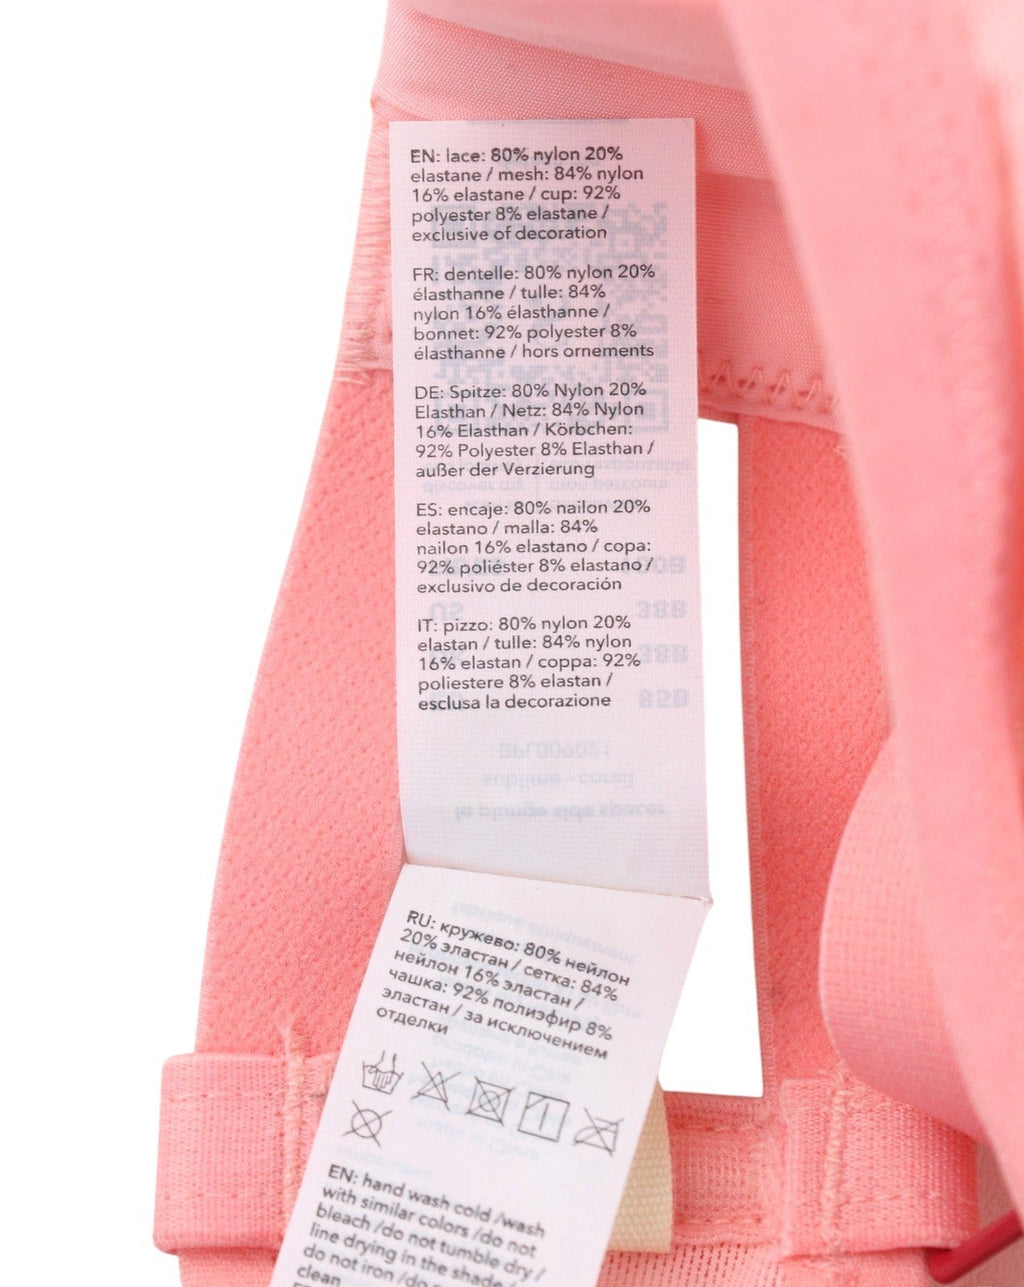 EN: lace: 80% nylon 20%
elastane / mesh: 84% nylon
16% elastane / cup: 92%
polyester 8% elastane /
exclusive of decoration
FR: dentelle: 80% nylon 20%
élasthanne / tulle: 84%
nylon 16% élasthanne /
bonnet: 92% polyester 8%
élasthanne / hors ornements
DE: Spitze: 80% Nylon 20%
Elasthan / Netz: 84% Nylon
16% Elasthan / Körbchen:
92% Polyester 8% Elasthan /
außer der Verzierung
ES: encaje: 80% nailon 20%
elastano / malla: 84%
nailon 16% elastano / copa:
92% poliéster 8% elastano /
exclusivo de decoración
IT: pizzo: 80% nylon 20%
elastan / tulle: 84% nylon
16% elastan / coppa: 92%
poliestere 8% elastan /
esclusa la decorazione
RU: кружево: 80% нейлон
20% эластан / сетка: 84%
нейлон 16% эластан /
чашка: 92% полиэфир 8%
эластан / за исключением
отделки
EN: hand wash cold /wash
with similar colors /do not
bleach /do not tumble dry /
line drying in the shade /
do not iron /do not dry
clean